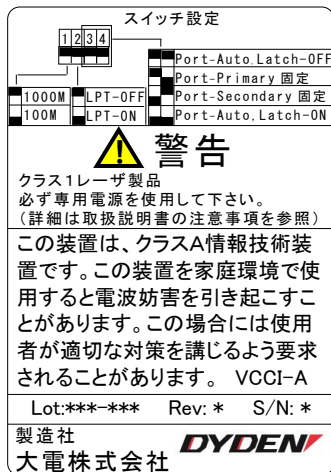 スイッチ設定
1 2 3 4
Port-Auto,Latch-OFF
Port-Primary 固定
1000M LPT-OFF Port-Secondary 固定
100M LPT-ON Port-Auto,Latch-ON
警告
クラス1レーザ製品
必ず専用電源を使用して下さい。
(詳細は取扱説明書の注意事項を参照)
この装置は、クラスA情報技術装
置です。この装置を家庭環境で使
用すると電波妨害を引き起こすこ
とがあります。この場合には使用
者が適切な対策を講じるよう要求
されることがあります。 VCCI-A
Lot:***-*** Rev: * S/N: *
製造社
大電株式会社 DYDEN